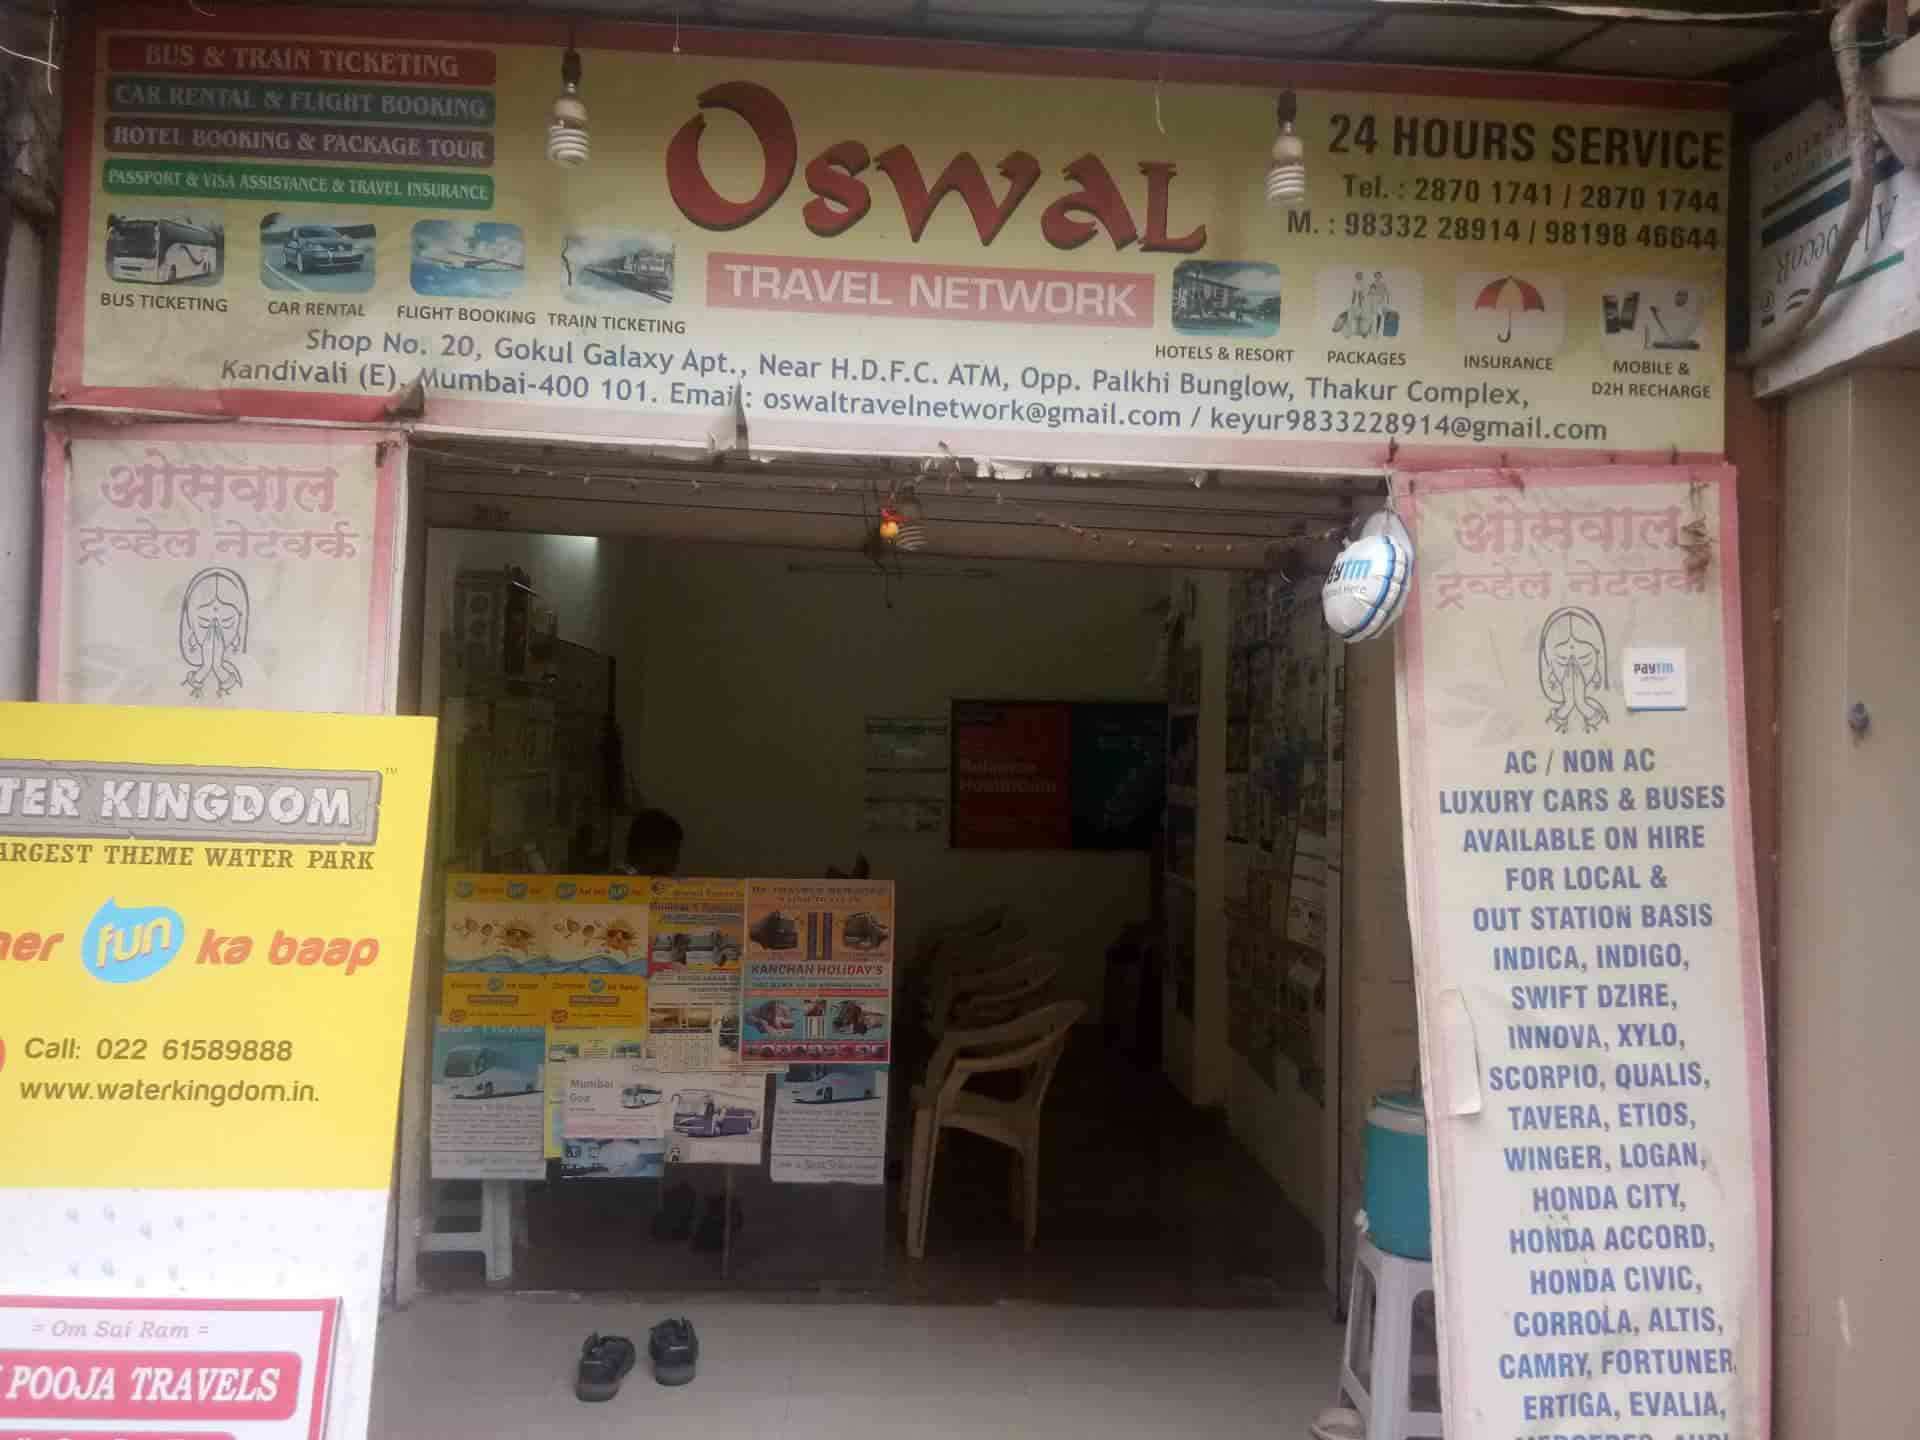 BUS & TRAIN TICKETING
CAR RENTAL & FLIGHT BOOKING
HOTEL BOOKING & PACKAGE TOUR
PASSPORT & VISA ASSISTANCE & TRAVEL INSURANCE
OSWAL
TRAVEL NETWORK
24 HOURS SERVICE
Tel. : 2870 1741 / 2870 1744
M. : 98332 28914 / 98198 46644
BUS TICKETING
CAR RENTAL
FLIGHT BOOKING
TRAIN TICKETING
HOTELS & RESORT
PACKAGES
INSURANCE
MOBILE &
D2H RECHARGE
Shop No. 20, Gokul Galaxy Apt., Near H.D.F.C. ATM, Opp. Palkhi Bunglow, Thakur Complex,
Kandivali (E), Mumbai-400 101. Email: oswaltravelnetwork@gmail.com / keyur9833228914@gmail.com
ओसवाल
ट्रव्हेल नेटवर्क
TER KINGDOM
ARGEST THEME WATER PARK
fun ka baap
Call: 022 61589888
www.waterkingdom.in.
= Om Sai Ram =
POOJA TRAVELS
KANCHAN HOLIDAY'S
Mumbai
Goa
ओसवाल
ट्रव्हेल नेटवर्क
paytm
AC / NON AC
LUXURY CARS & BUSES
AVAILABLE ON HIRE
FOR LOCAL &
OUT STATION BASIS
INDICA, INDIGO,
SWIFT DZIRE,
INNOVA, XYLO,
SCORPIO, QUALIS,
TAVERA, ETIOS,
WINGER, LOGAN,
HONDA CITY,
HONDA ACCORD,
HONDA CIVIC,
CORROLA, ALTIS,
CAMRY, FORTUNER,
ERTIGA, EVALIA,